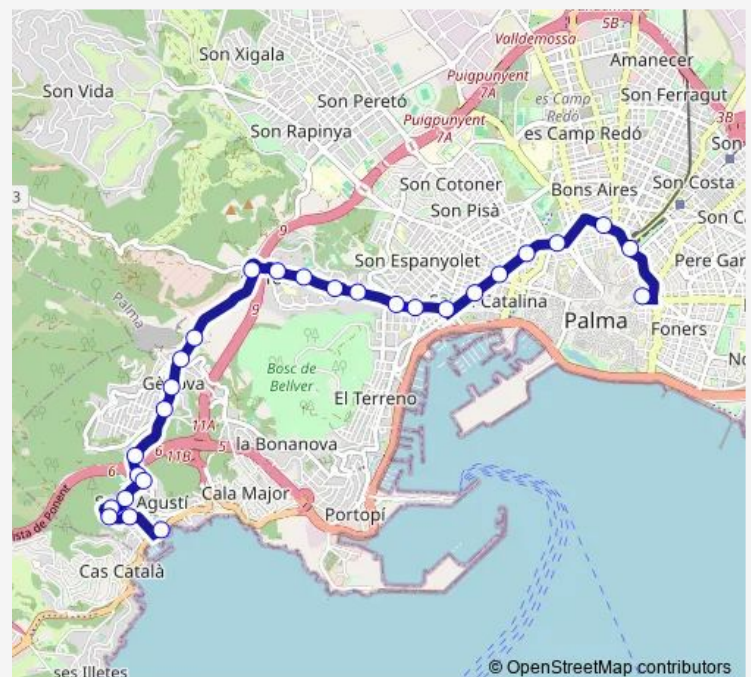 Valldemossa
5B
Amanecer
Son Xigala
Son Vida
Puigpunyent
7A
Son Peretó
es Camp
Redó
Son Ferragut
3B
Son Rapinya
Puigpunyent
7A
es Camp Redó
Son Cotoner
Bons Aires
Son Costa
3
Son Pisà
9
Son Espanyolet
Pere Gar
Palma
9
Catalina
Palma
Foners
Bosc de
Bellver
El Terreno
11A
6
6
11B
5
la Bonanova
Agustí
Cala Major
Portopí
Cas Català
ses Illetes
© OpenStreetMap contributors